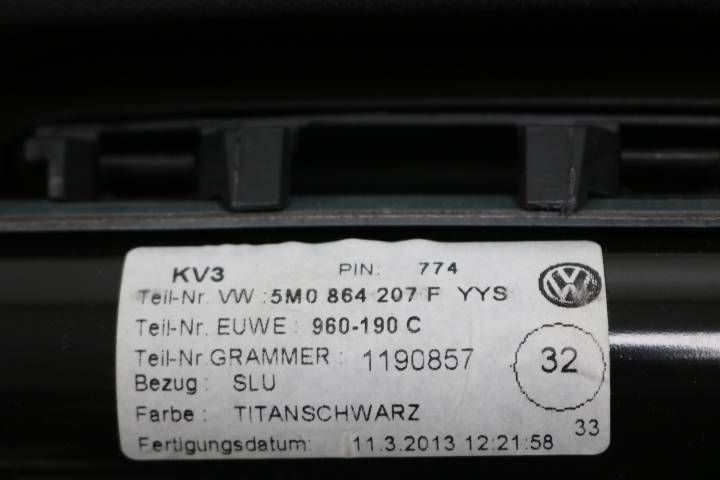 KV3 PIN: 774
Teil-Nr. VW : 5M0 864 207 F YYS
Teil-Nr. EUWE : 960-190 C
Teil-Nr. GRAMMER : 1190857
Bezug : SLU
32
Farbe : TITANSCHWARZ
33
Fertigungsdatum: 11.3.2013 12:21:58